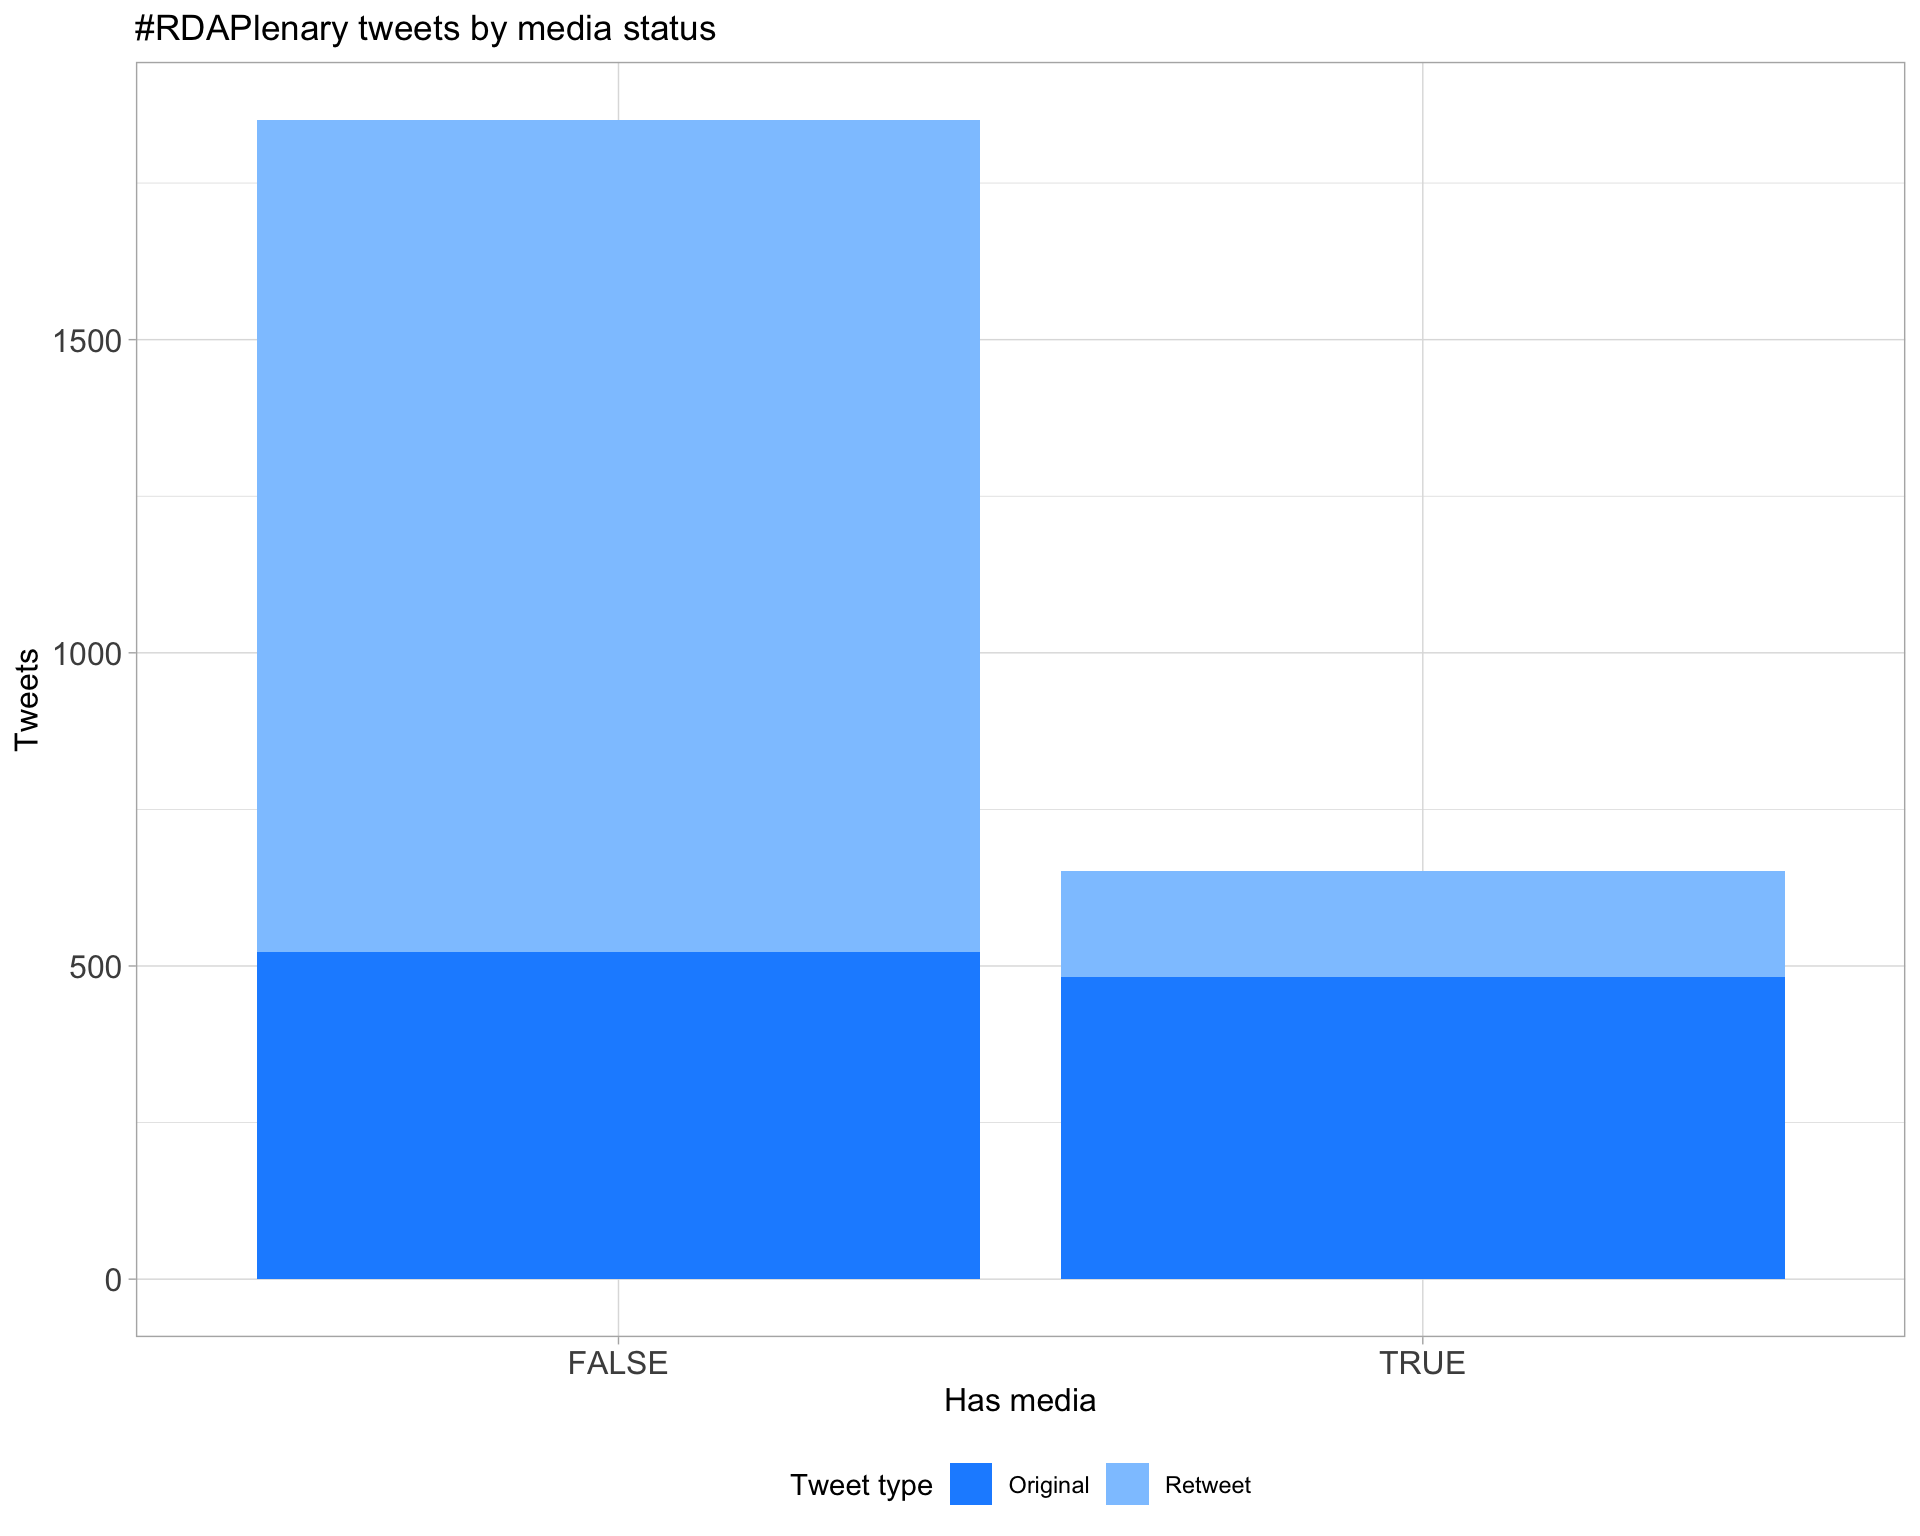 #RDAPlenary tweets by media status
Tweets
1500
1000
500
0
FALSE TRUE
Has media
Tweet type Original Retweet